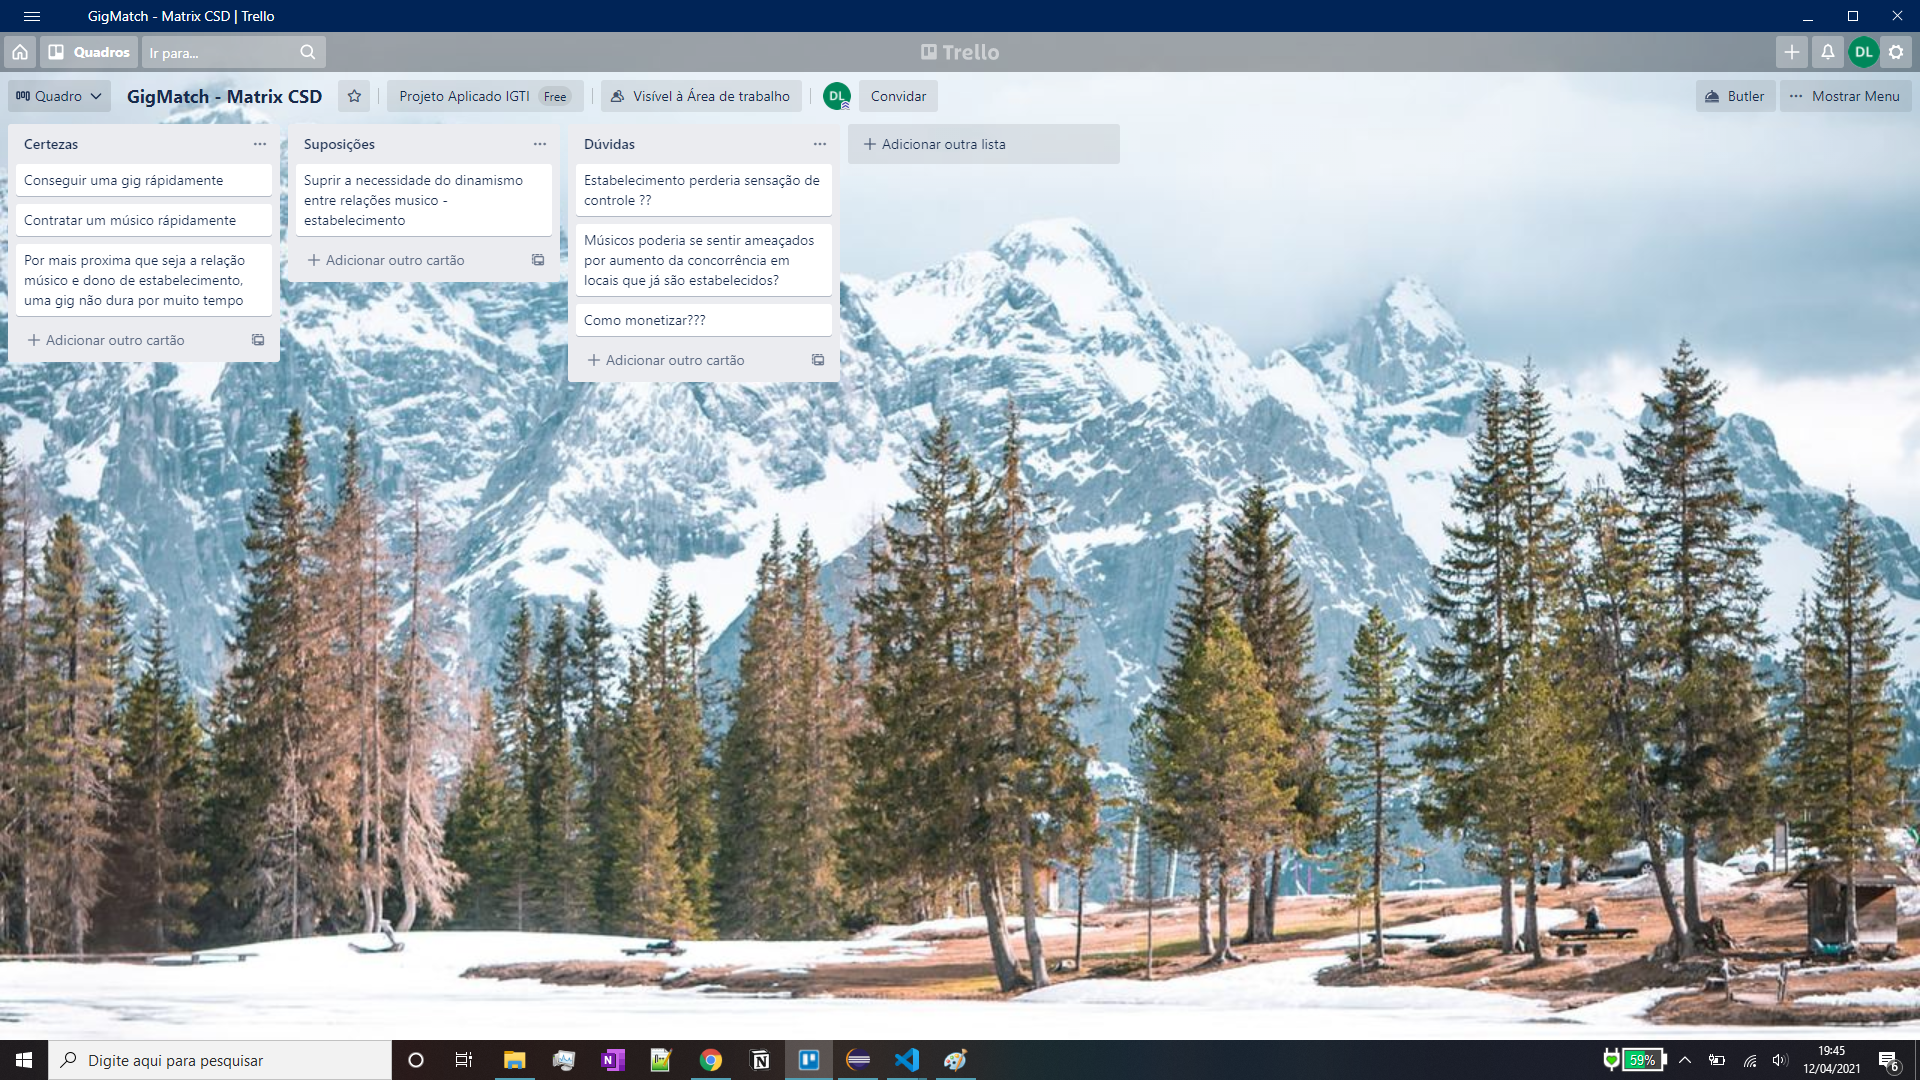 GigMatch - Matrix CSD | Trello
Quadros
Ir para...
Trello
DL
Quadro
GigMatch - Matrix CSD
Projeto Aplicado IGTI
Free
Visível à Área de trabalho
DL
Convidar
Butler
Mostrar Menu
Certezas
Conseguir uma gig rápidamente
Contratar um músico rápidamente
Por mais proxima que seja a relação
músico e dono de estabelecimento,
uma gig não dura por muito tempo
Adicionar outro cartão
Suposições
Suprir a necessidade do dinamismo
entre relações musico -
estabelecimento
Adicionar outro cartão
Dúvidas
Estabelecimento perderia sensação de
controle ??
Músicos poderia se sentir ameaçados
por aumento da concorrência em
locais que já são estabelecidos?
Como monetizar???
Adicionar outro cartão
Adicionar outra lista
Digite aqui para pesquisar
59%
19:45
12/04/2021
6